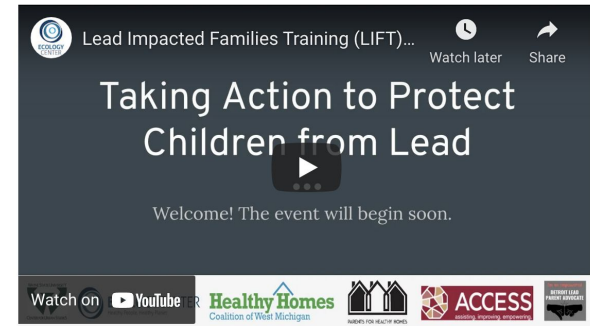 ECOLOGY
CENTER
Lead Impacted Families Training (LIFT)...
Watch later
Share
Taking Action to Protect
Children from Lead
Welcome! The event will begin soon.
Watch on YouTube
ER
Healthy Homes
Coalition of West Michigan
PARENTS FOR HEALTHY HOMES
ACCESS
assisting. improving. empowering.
DETROIT LEAD
PARENT ADVOCATE